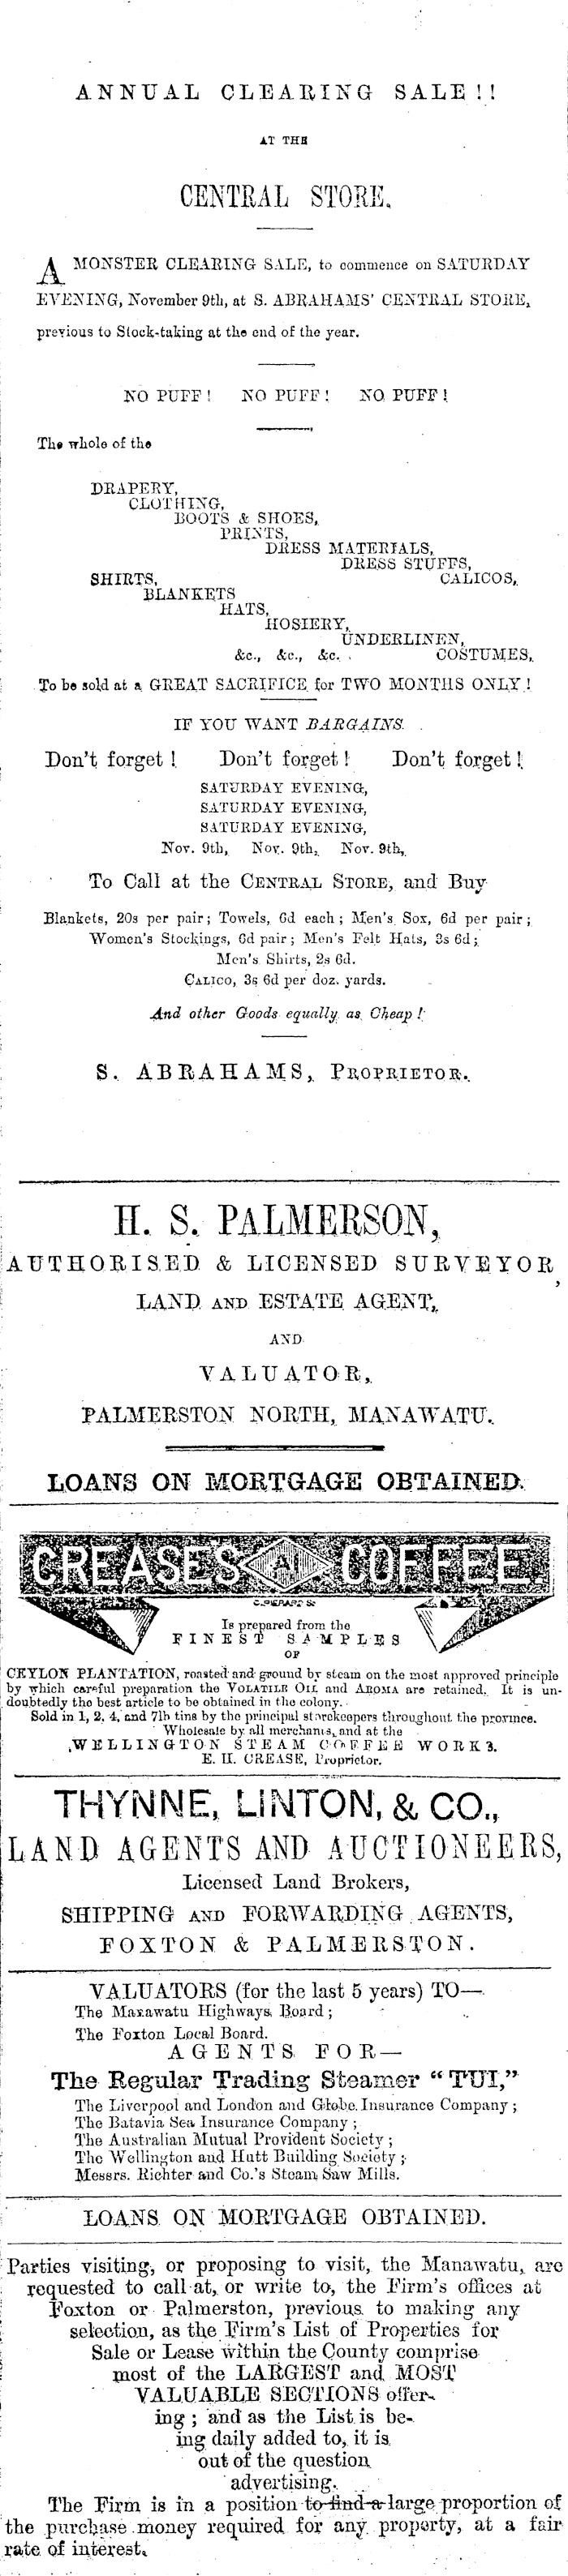 ANNUAL CLEARING SALE!!
AT THE
CENTRAL STORE.
A MONSTER CLEARING SALE, to commence on SATURDAY
EVENING, November 9th, at S. ABRAHAMS' CENTRAL STORE,
previous to Stock-taking at the end of the year.
NO PUFF! NO PUFF! NO PUFF!
The whole of the
DRAPERY,
CLOTHING,
BOOTS & SHOES,
PRINTS,
DRESS MATERIALS,
DRESS STUFFS,
SHIRTS, CALICOS,
BLANKETS
HATS,
HOSIERY,
UNDERLINEN,
&c., &c., &c. COSTUMES,
To be sold at a GREAT SACRIFICE for TWO MONTHS ONLY!
IF YOU WANT BARGAINS.
Don't forget! Don't forget! Don't forget!
SATURDAY EVENING,
SATURDAY EVENING,
SATURDAY EVENING,
Nov. 9th, Nov. 9th, Nov. 9th,
To Call at the CENTRAL STORE, and Buy
Blankets, 20s per pair; Towels, 6d each; Men's Sox, 6d per pair;
Women's Stockings, 6d pair; Men's Felt Hats, 3s 6d;
Men's Shirts, 2s 6d.
CALICO, 3s 6d per doz. yards.
And other Goods equally as Cheap!
S. ABRAHAMS, PROPRIETOR.
H. S. PALMERSON,
AUTHORISED & LICENSED SURVEYOR,
LAND AND ESTATE AGENT,
AND
VALUATOR,
PALMERSTON NORTH, MANAWATU.
LOANS ON MORTGAGE OBTAINED.
CREASES A1 COFFEE
Is prepared from the
FINEST SAMPLES
OF
CEYLON PLANTATION, roasted and ground by steam on the most approved principle
by which careful preparation the VOLATILE OIL and AROMA are retained. It is un-
doubtedly the best article to be obtained in the colony.
Sold in 1, 2, 4, and 7lb tins by the principal storekeepers throughout the province.
Wholesale by all merchants, and at the
WELLINGTON STEAM COFFEE WORKS.
E. H. CREASE, Proprietor.
THYNNE, LINTON, & CO.,
LAND AGENTS AND AUCTIONEERS,
Licensed Land Brokers,
SHIPPING AND FORWARDING AGENTS,
FOXTON & PALMERSTON.
VALUATORS (for the last 5 years) TO—
The Manawatu Highways Board;
The Foxton Local Board.
AGENTS FOR—
The Regular Trading Steamer "TUI,"
The Liverpool and London and Globe Insurance Company;
The Batavia Sea Insurance Company;
The Australian Mutual Provident Society;
The Wellington and Hutt Building Society;
Messrs. Richter and Co.'s Steam Saw Mills.
LOANS ON MORTGAGE OBTAINED.
Parties visiting, or proposing to visit, the Manawatu, are
requested to call at, or write to, the Firm's offices at
Foxton or Palmerston, previous to making any
selection, as the Firm's List of Properties for
Sale or Lease within the County comprise
most of the LARGEST and MOST
VALUABLE SECTIONS offer-
ing; and as the List is be-
ing daily added to, it is
out of the question
advertising.
The Firm is in a position to find a large proportion of
the purchase money required for any property, at a fair
rate of interest.